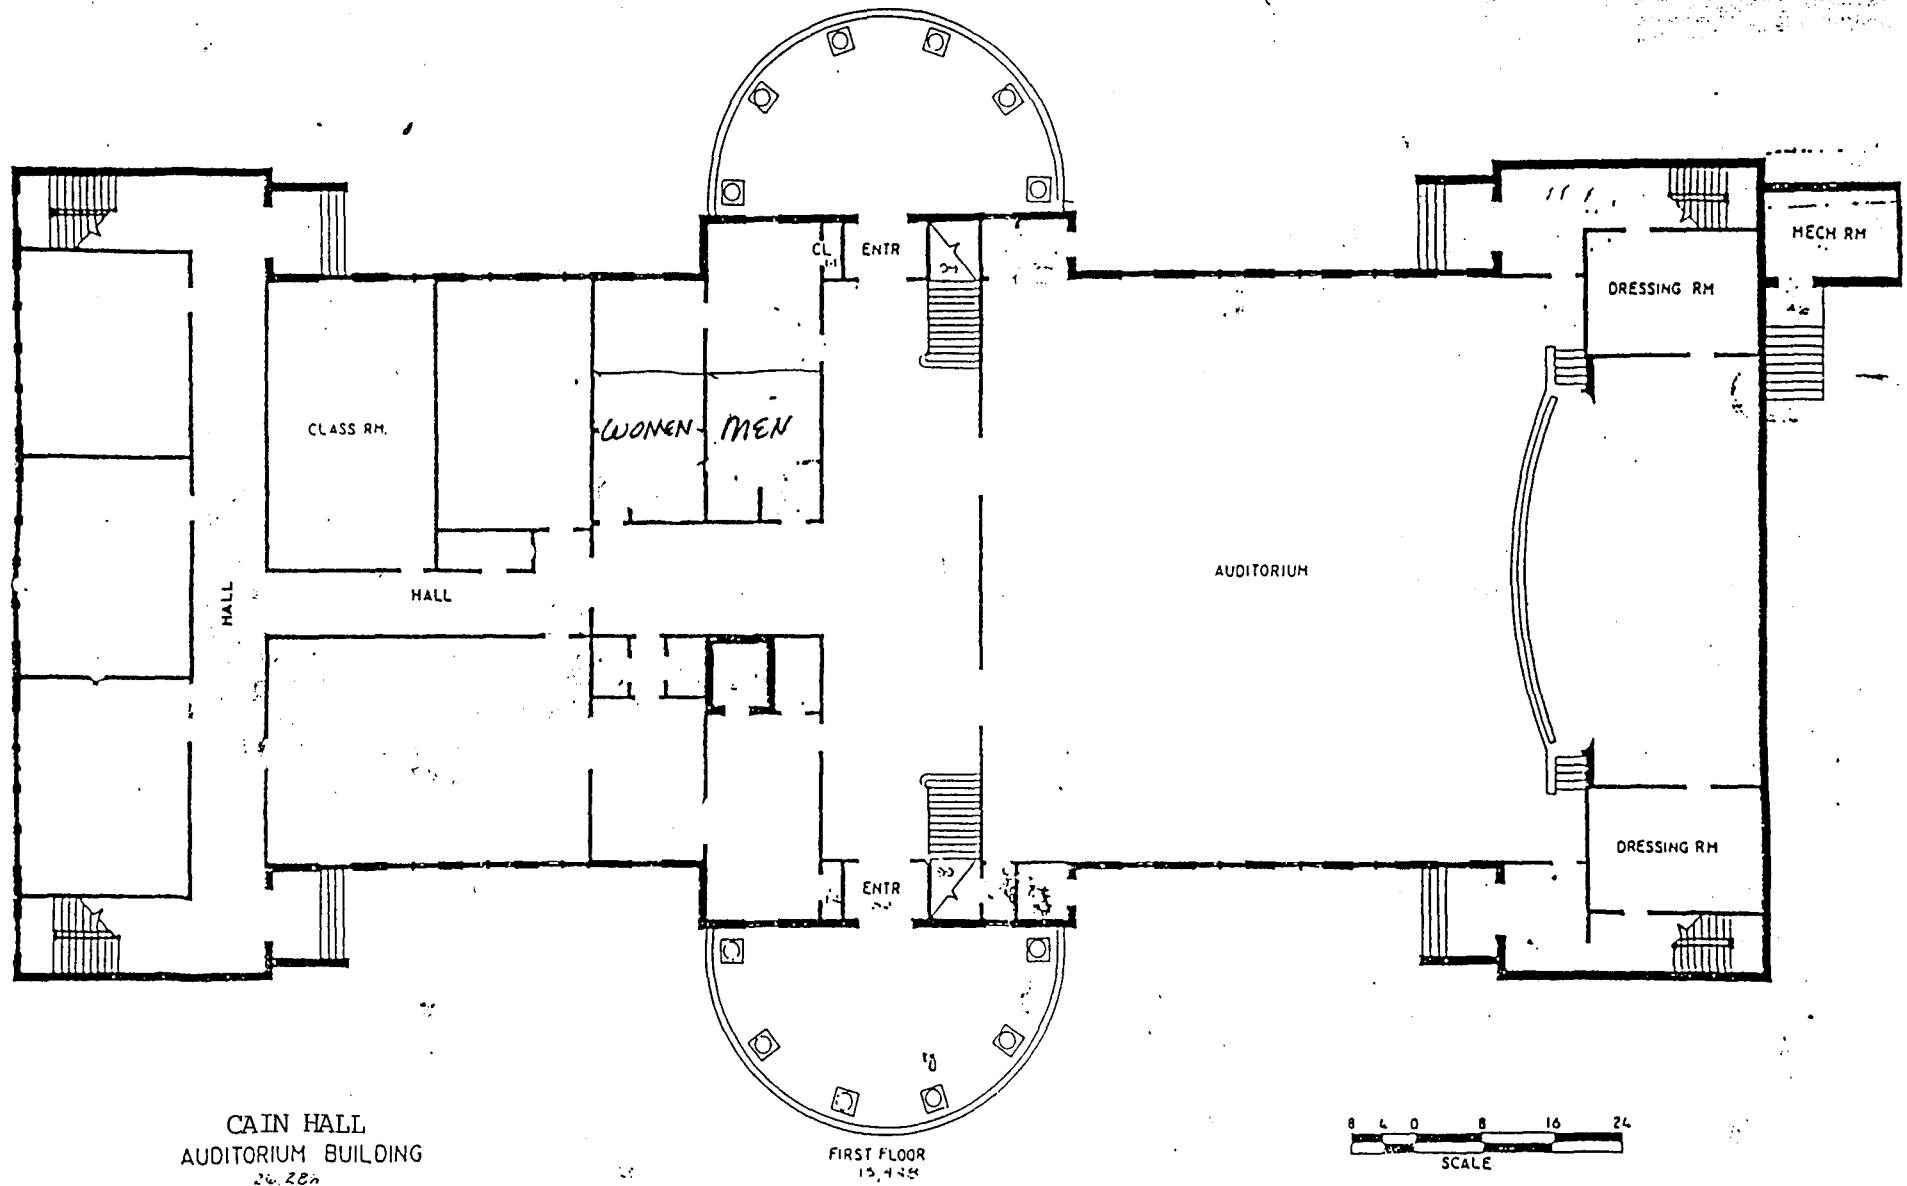 CL
ENTR
MECH RM
DRESSING RM
CLASS RM.
WOMEN
MEN
AUDITORIUM
HALL
HALL
DRESSING RM
ENTR
CAIN HALL
AUDITORIUM BUILDING
FIRST FLOOR
8 4 0 8 16 24
SCALE